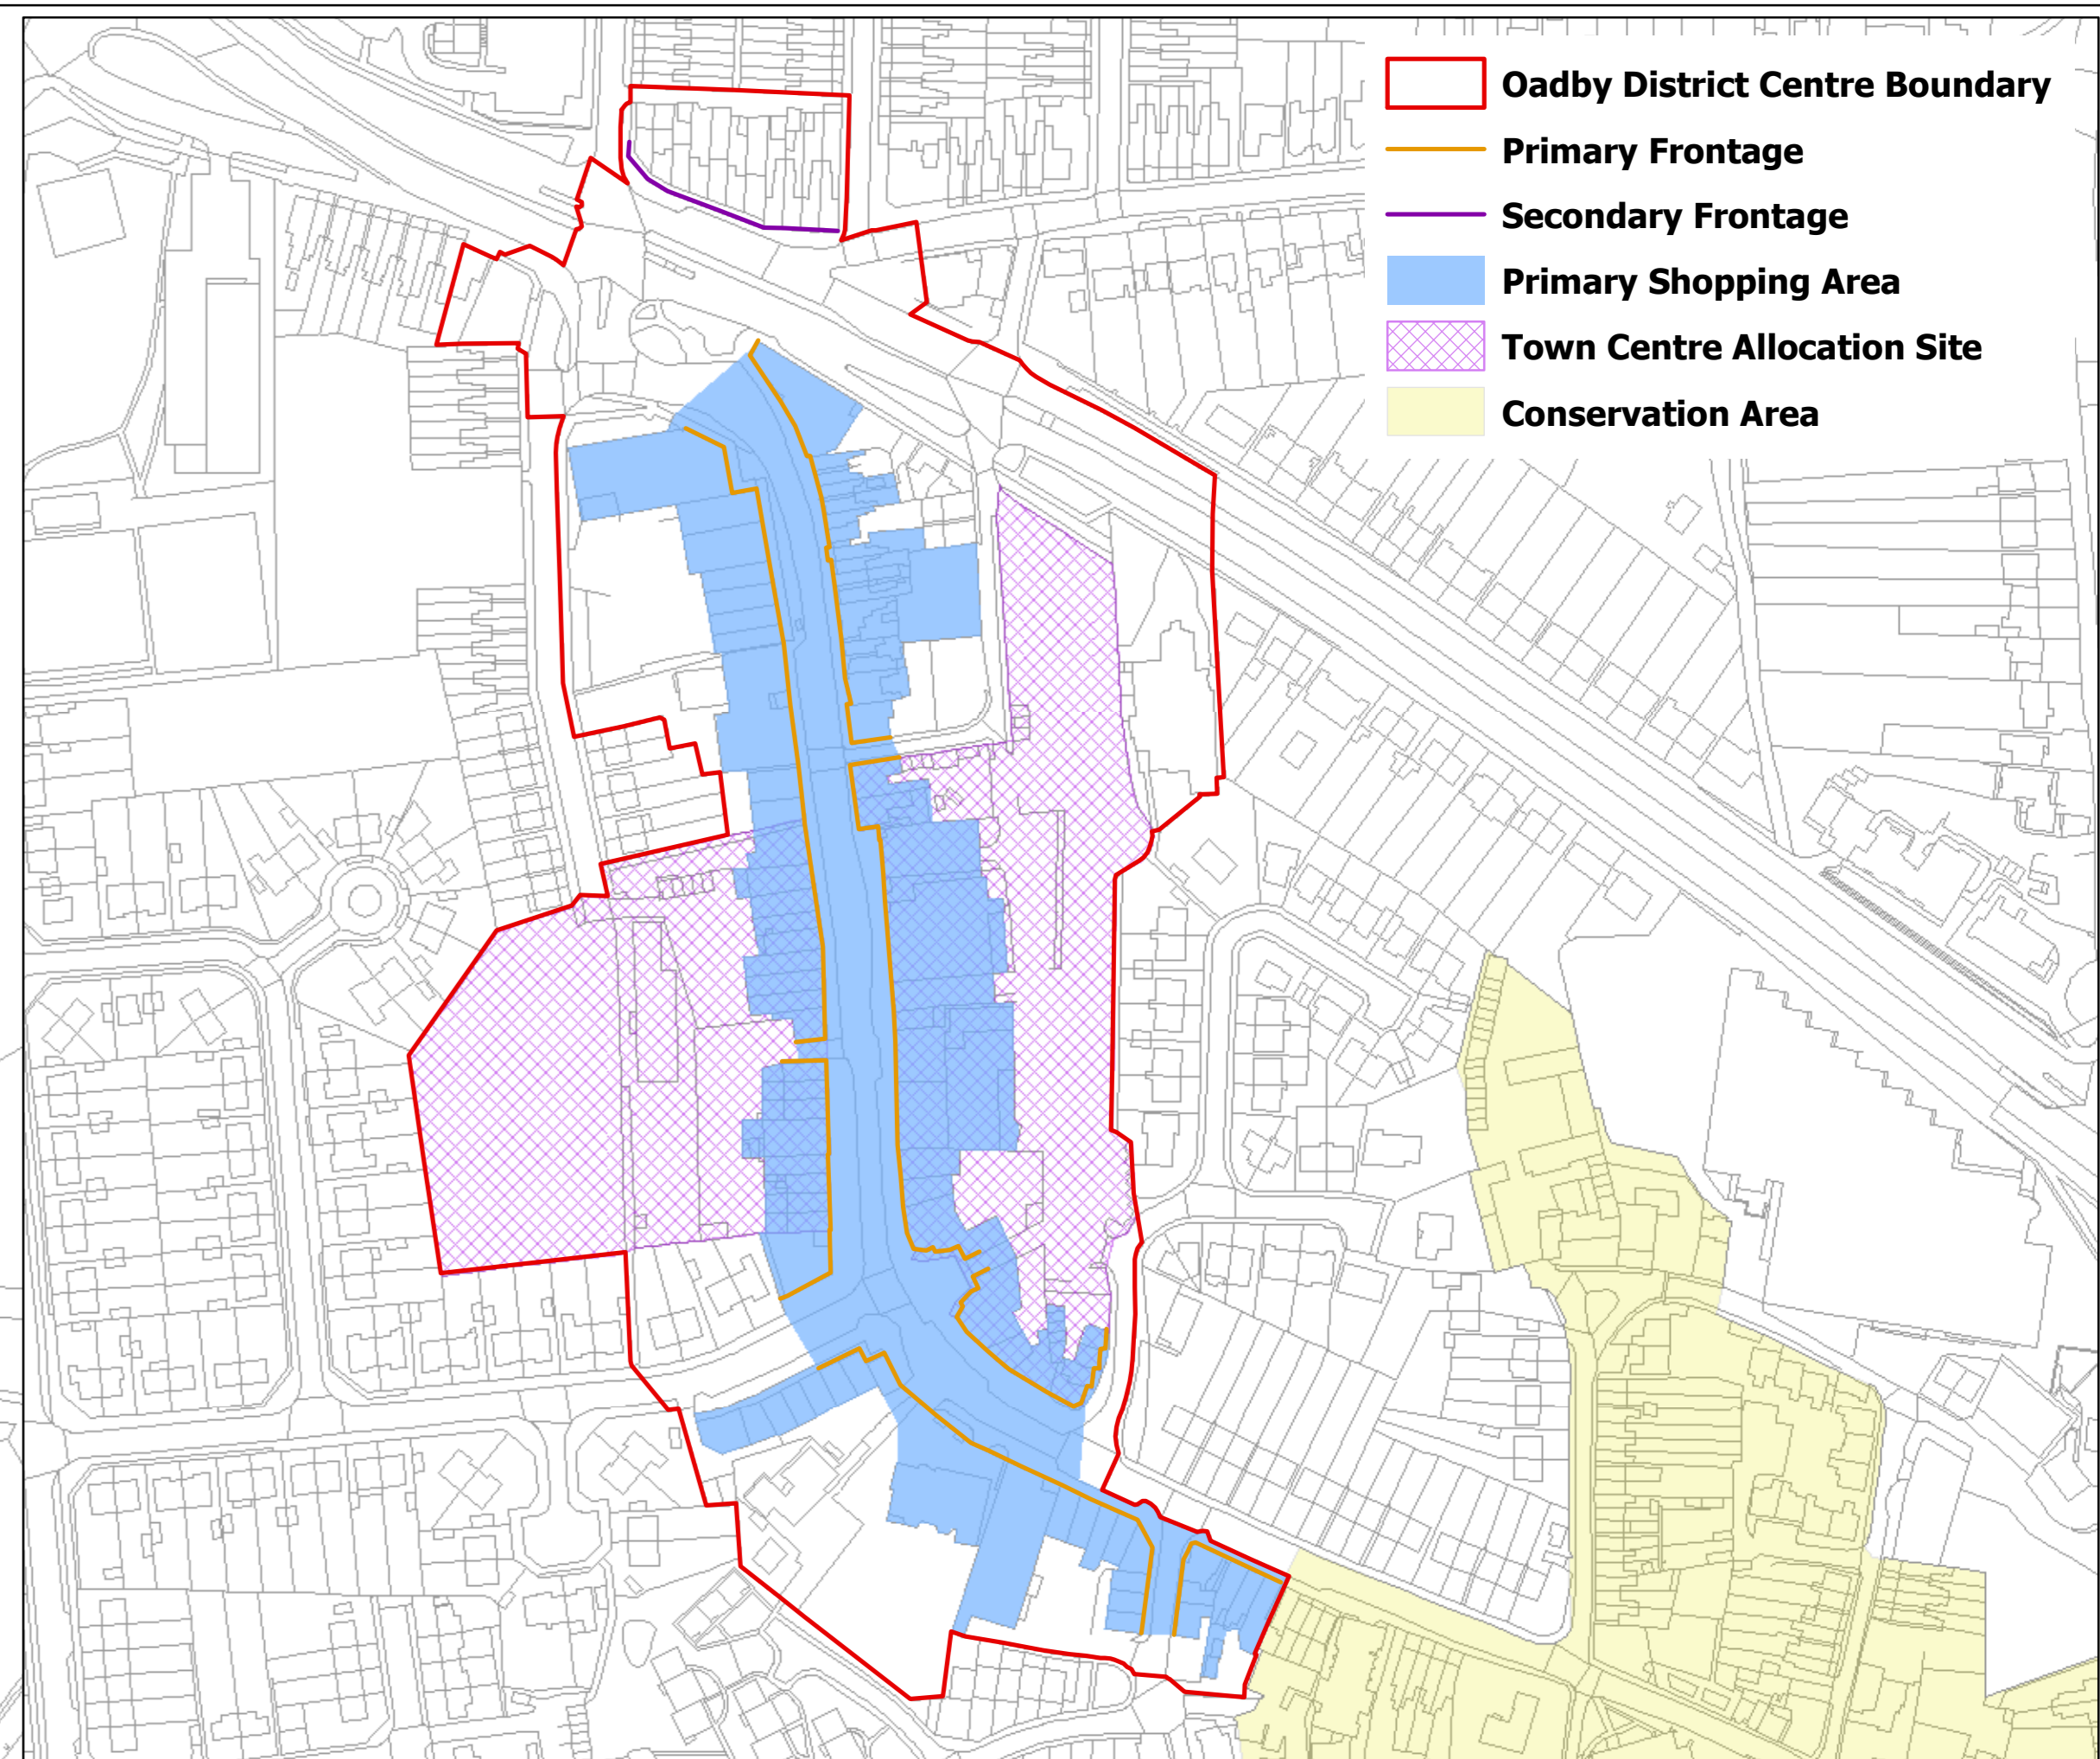 Oadby District Centre Boundary
Primary Frontage
Secondary Frontage
Primary Shopping Area
Town Centre Allocation Site
Conservation Area